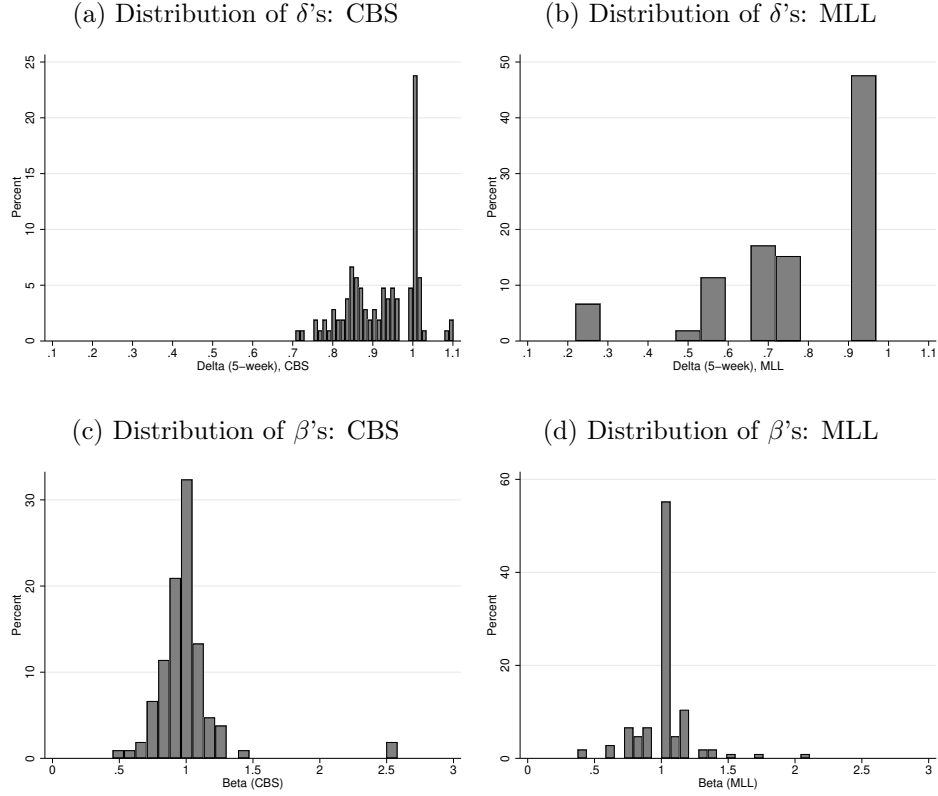 (a) Distribution of δ's: CBS
(b) Distribution of δ's: MLL
25
20
15
10
5
0
Percent
.1 .2 .3 .4 .5 .6 .7 .8 .9 1 1.1
Delta (5−week), CBS
50
40
30
20
10
0
Percent
.1 .2 .3 .4 .5 .6 .7 .8 .9 1 1.1
Delta (5−week), MLL
(c) Distribution of β's: CBS
(d) Distribution of β's: MLL
30
20
10
0
Percent
0 .5 1 1.5 2 2.5 3
Beta (CBS)
60
40
20
0
Percent
0 .5 1 1.5 2 2.5 3
Beta (MLL)